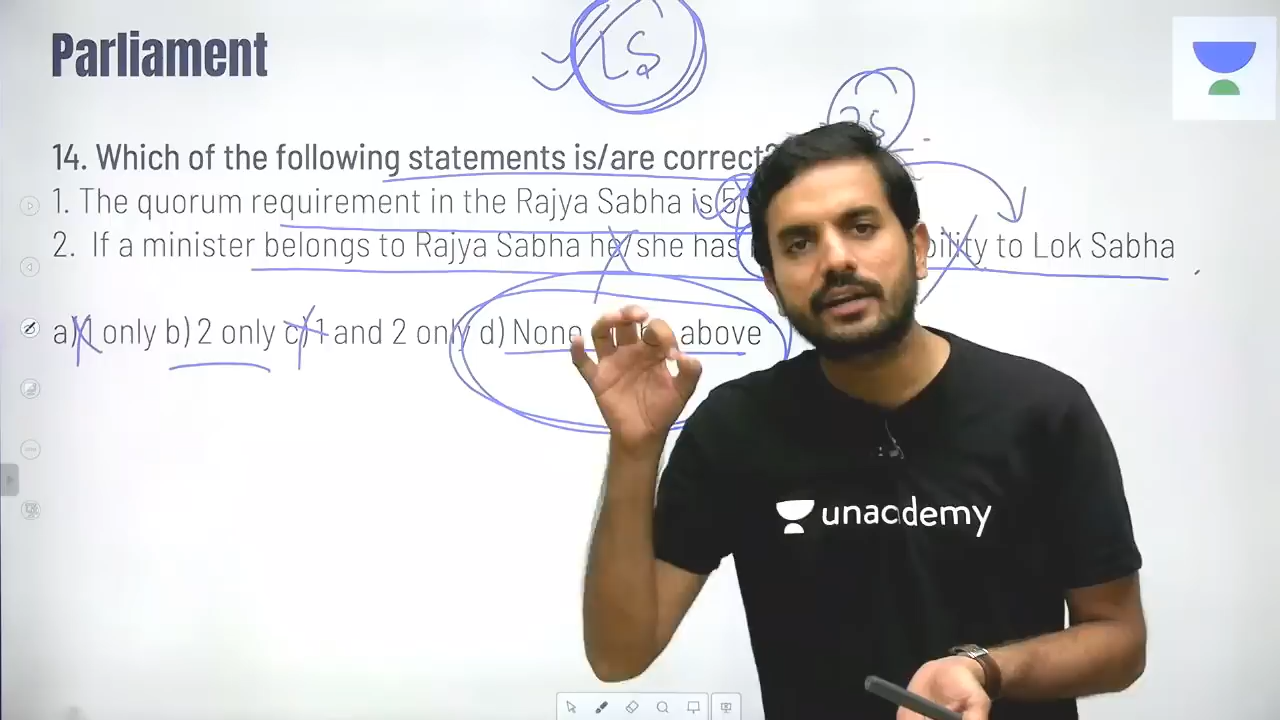 Parliament
LS
RS
14. Which of the following statements is/are correct?
1. The quorum requirement in the Rajya Sabha is
2. If a minister belongs to Rajya Sabha he/she has to Lok Sabha
a) 1 only b) 2 only c) 1 and 2 only d) None above
unacademy